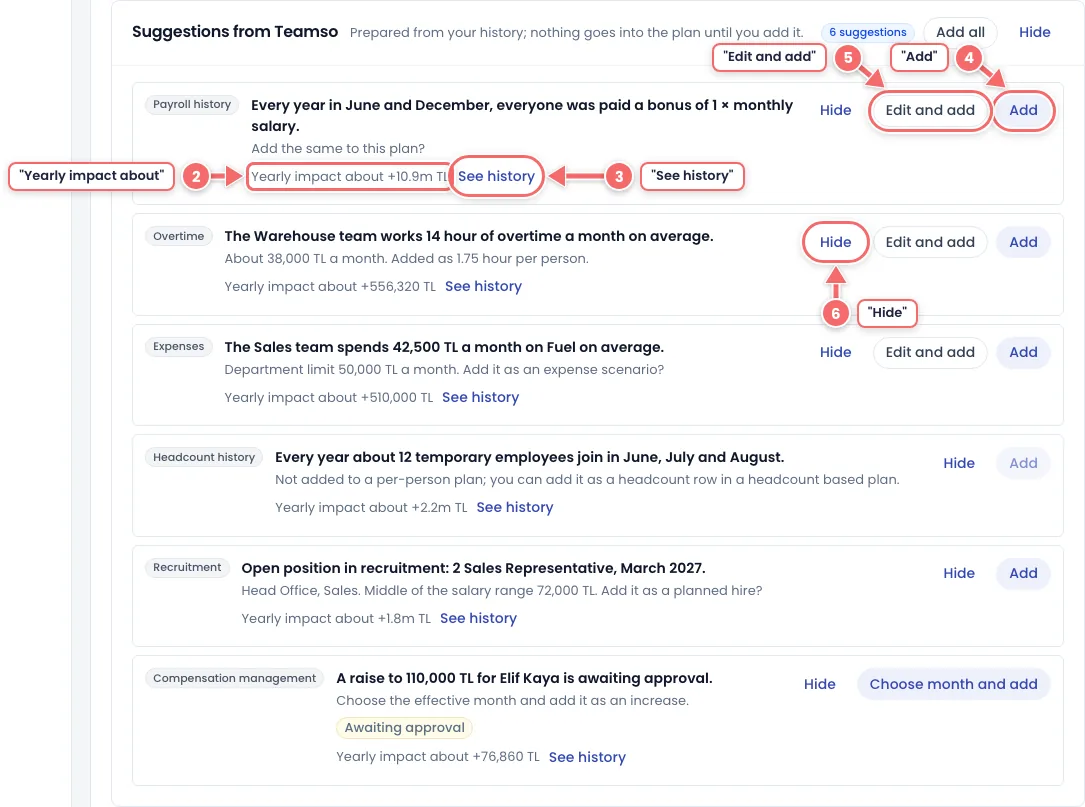 Suggestions from Teamso Prepared from your history; nothing goes into the plan until you add it. 6 suggestions Add all Hide
"Edit and add" 5 "Add" 4
Payroll history Every year in June and December, everyone was paid a bonus of 1 × monthly salary. Hide Edit and add Add
Add the same to this plan?
"Yearly impact about" 2 Yearly impact about +10.9m TL See history 3 "See history"
Overtime The Warehouse team works 14 hour of overtime a month on average. Hide Edit and add Add
About 38,000 TL a month. Added as 1.75 hour per person.
Yearly impact about +556,320 TL See history
6 "Hide"
Expenses The Sales team spends 42,500 TL a month on Fuel on average. Hide Edit and add Add
Department limit 50,000 TL a month. Add it as an expense scenario?
Yearly impact about +510,000 TL See history
Headcount history Every year about 12 temporary employees join in June, July and August. Hide Add
Not added to a per-person plan; you can add it as a headcount row in a headcount based plan.
Yearly impact about +2.2m TL See history
Recruitment Open position in recruitment: 2 Sales Representative, March 2027. Hide Add
Head Office, Sales. Middle of the salary range 72,000 TL. Add it as a planned hire?
Yearly impact about +1.8m TL See history
Compensation management A raise to 110,000 TL for Elif Kaya is awaiting approval. Hide Choose month and add
Choose the effective month and add it as an increase.
Awaiting approval
Yearly impact about +76,860 TL See history